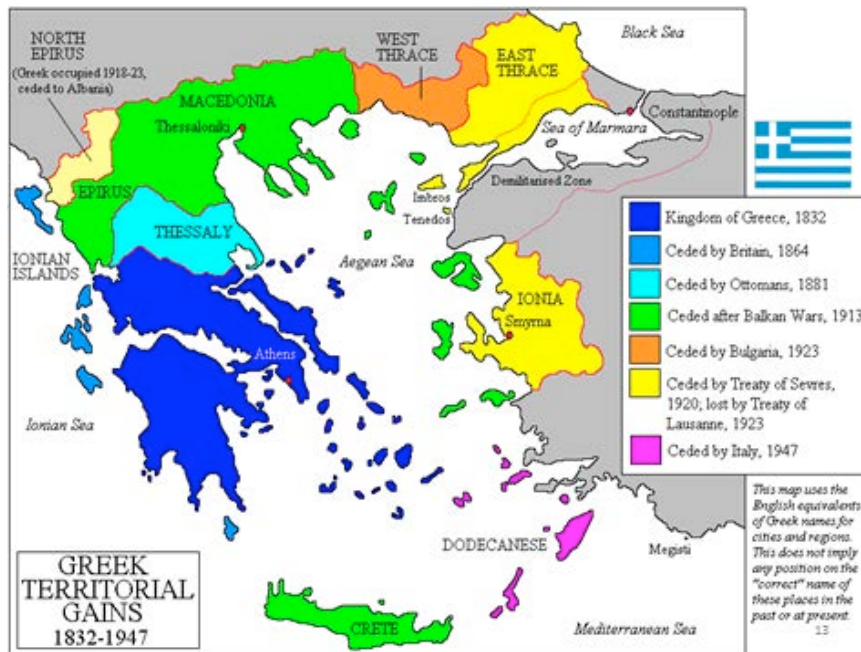 NORTH
EPIRUS
(Greek occupied 1918-23,
ceded to Albania)
WEST
THRACE
EAST
THRACE
Black Sea
MACEDONIA
Thessaloniki
Constantinople
Sea of Marmara
Demilitarised Zone
EPIRUS
Imbros
Tenedos
THESSALY
IONIAN
ISLANDS
Aegean Sea
IONIA
Smyrna
Athens
Ionian Sea
DODECANESE
Megisti
CRETE
Mediterranean Sea
GREEK
TERRITORIAL
GAINS
1832-1947
Kingdom of Greece, 1832
Ceded by Britain, 1864
Ceded by Ottomans, 1881
Ceded after Balkan Wars, 1913
Ceded by Bulgaria, 1923
Ceded by Treaty of Sevres,
1920; lost by Treaty of
Lausanne, 1923
Ceded by Italy, 1947
This map uses the
English equivalents
of Greek names for
cities and regions.
This does not imply
any position on the
"correct" name of
these places in the
past or at present.
13